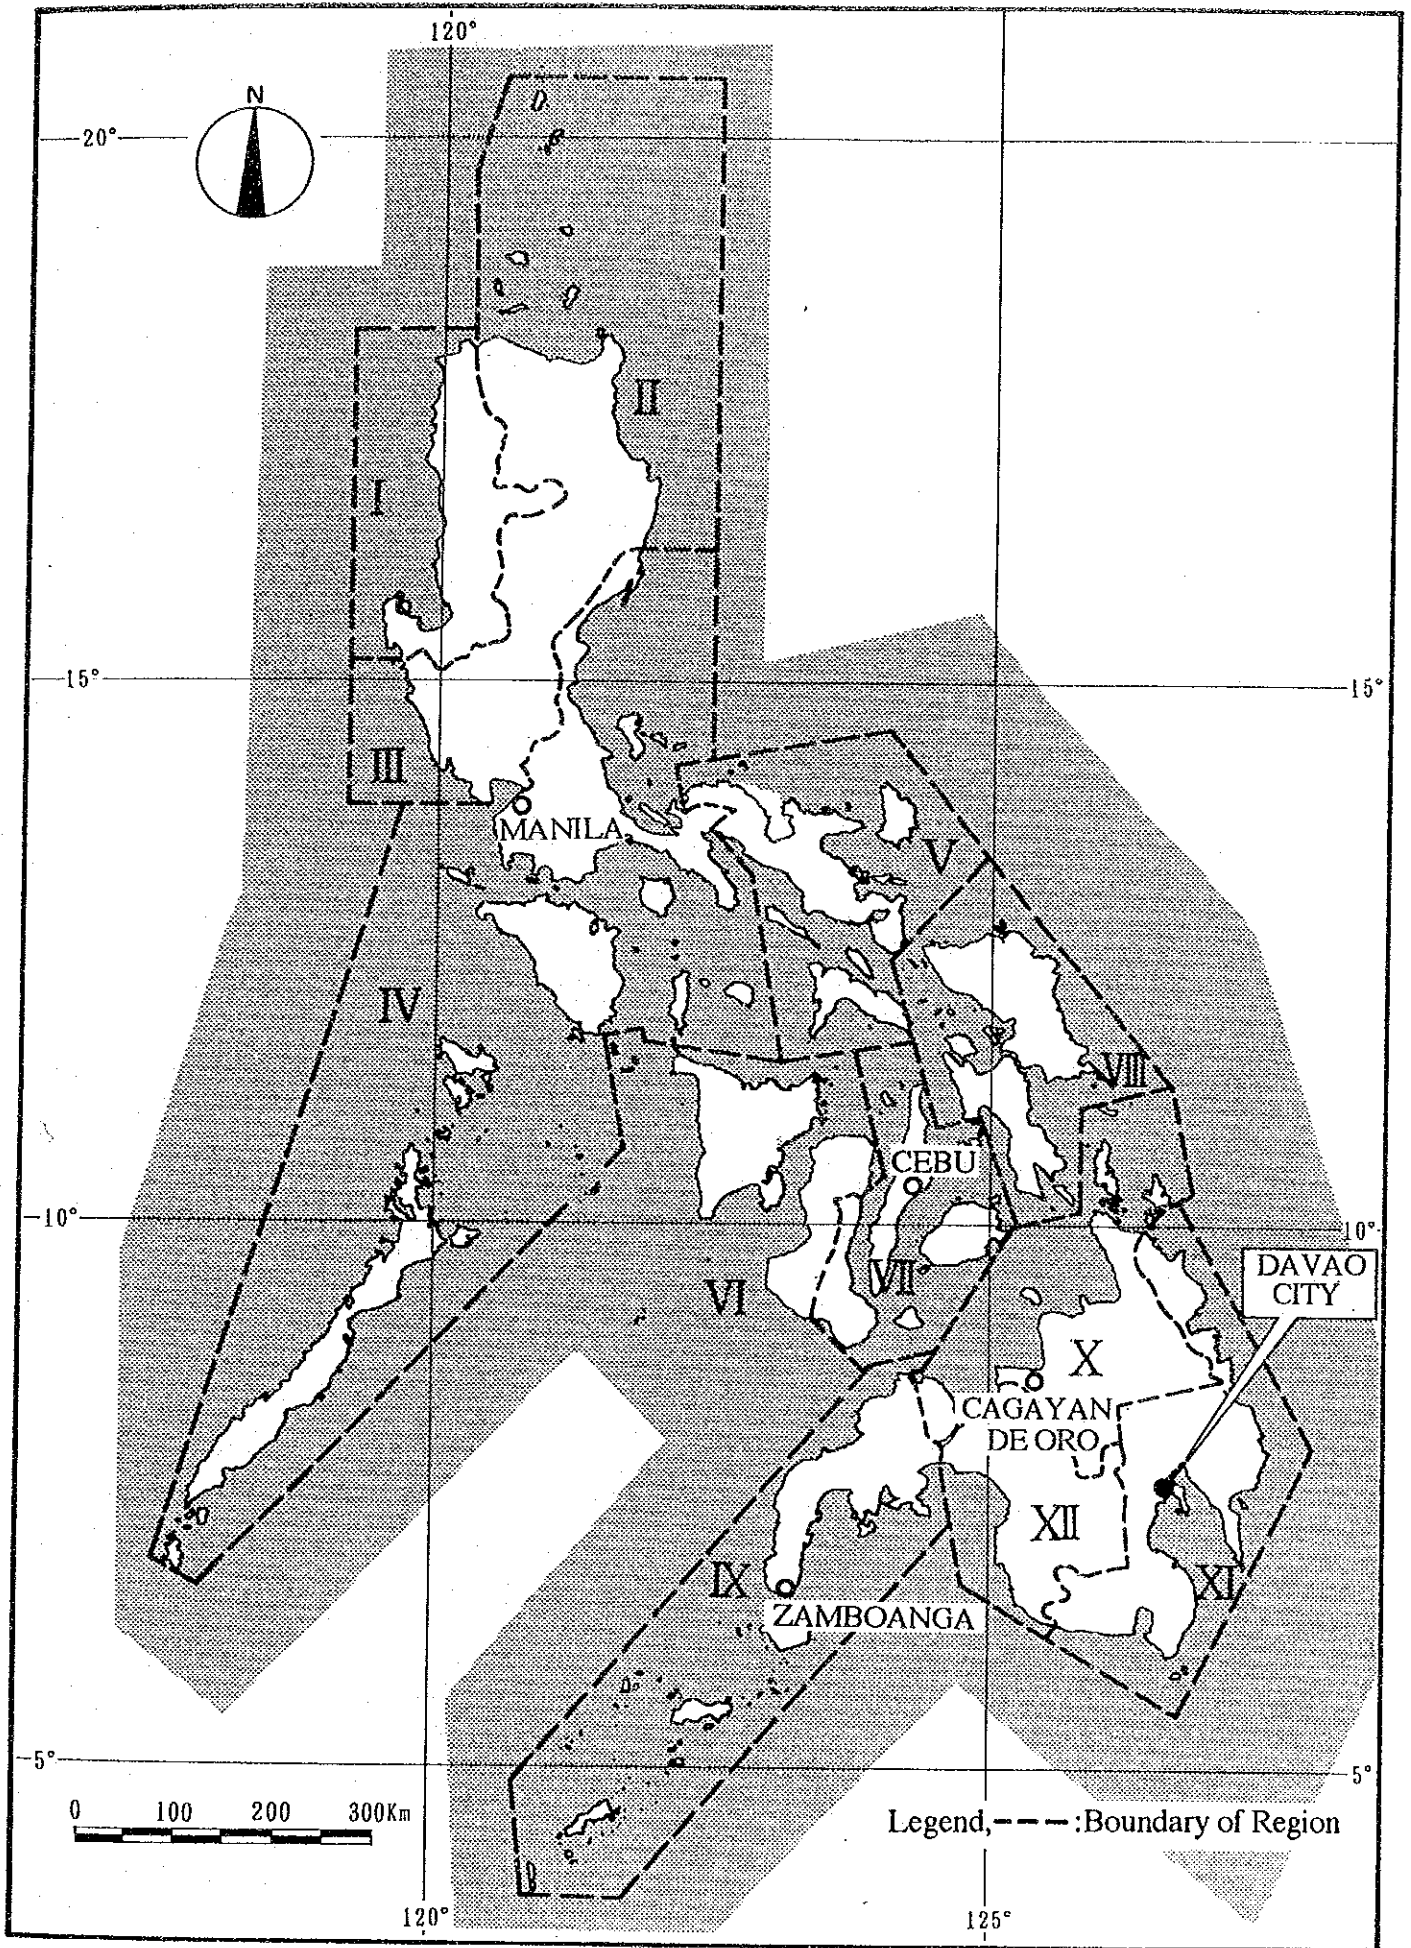 120°
N
20°
II
I
15°
15°
III
MANILA
V
IV
VIII
CEBU
10°
10°
DAVAO
CITY
VII
VI
X
CAGAYAN
DE ORO
XII
IX
XI
ZAMBOANGA
5°
5°
0 100 200 300Km
Legend, ---- :Boundary of Region
120°
125°